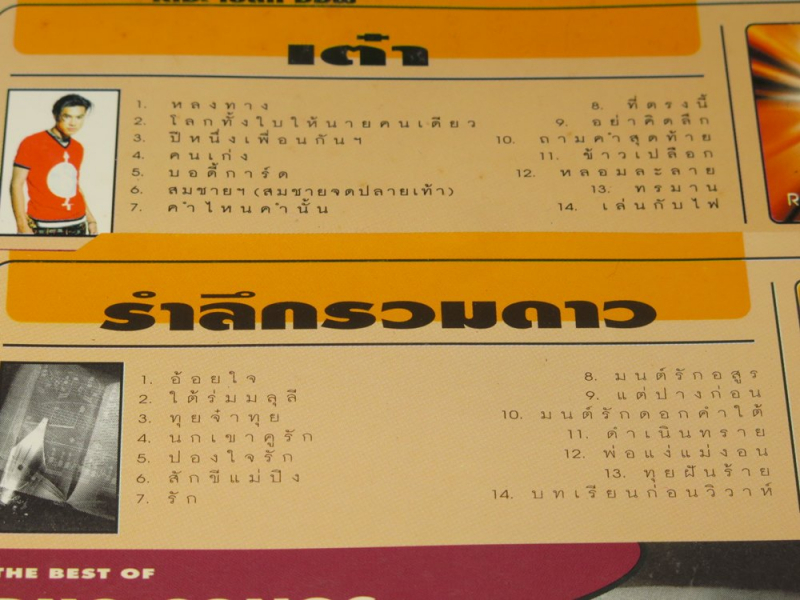 เต๋า
1. หลงทาง
2. โลกทั้งใบให้นายคนเดียว
3. ปีหนึ่งเพื่อนกันฯ
4. คนเก่ง
5. บอดี้การ์ด
6. สมชายฯ (สมชายจดปลายเท้า)
7. คำไหนคำนั้น
8. ที่ตรงนี้
9. อย่าคิดลึก
10. ถามคำสุดท้าย
11. ข้าวเปลือก
12. หลอมละลาย
13. ทรมาน
14. เล่นกับไฟ
รำลึกรวมดาว
1. อ้อยใจ
2. ใต้ร่มมลุลี
3. ทุยจ๋าทุย
4. นกเขาคูรัก
5. ปองใจรัก
6. สักขีแม่ปิง
7. รัก
8. มนต์รักอสูร
9. แต่ปางก่อน
10. มนต์รักดอกคำใต้
11. ดำเนินทราย
12. พ่อแง่แม่งอน
13. ทุยฝันร้าย
14. บทเรียนก่อนวิวาห์
THE BEST OF